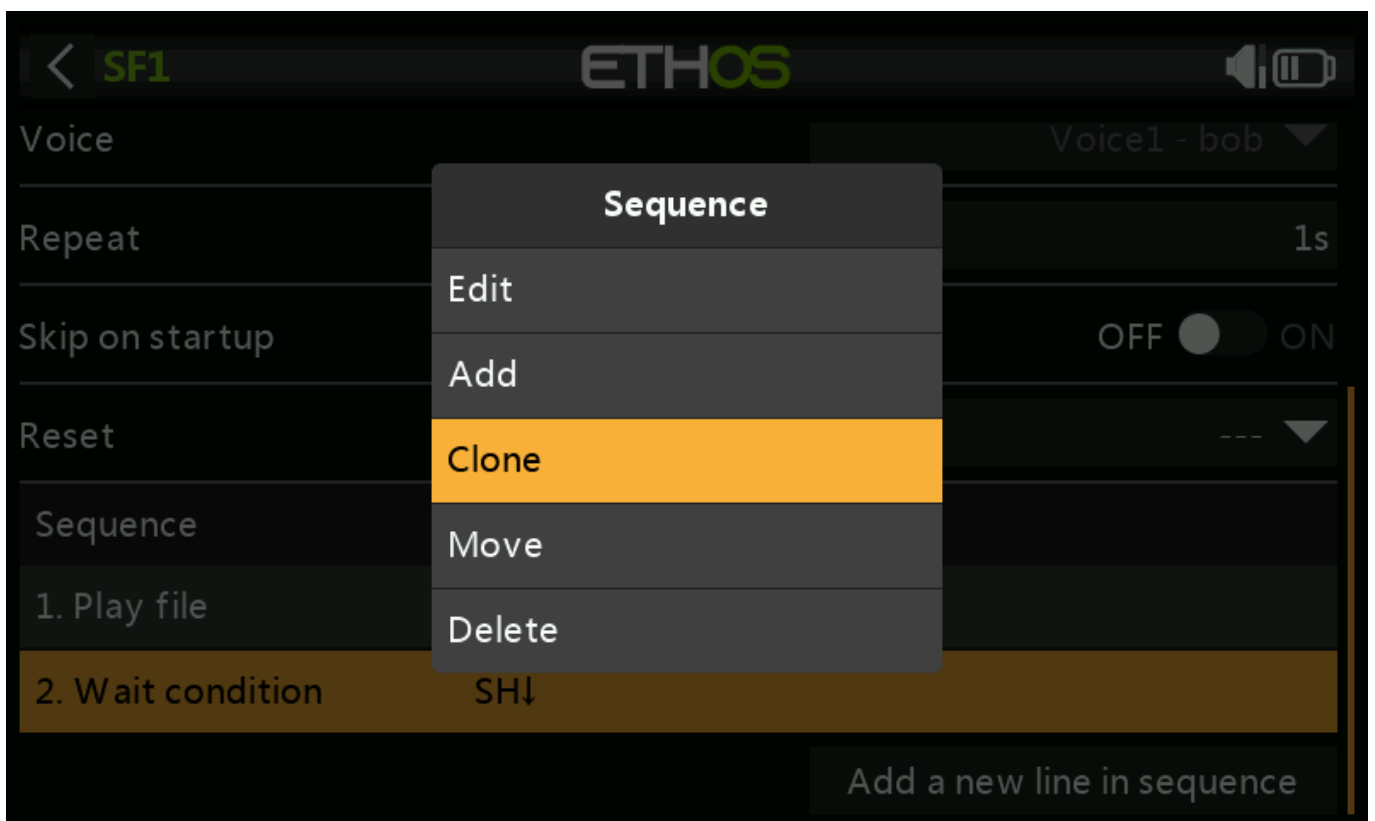 SF1 ETHOS
Voice Voice1 - bob
Sequence
Repeat 1s
Edit
Skip on startup OFF ON
Add
Reset ---
Clone
Sequence
Move
1. Play file
Delete
2. Wait condition SH↓
Add a new line in sequence